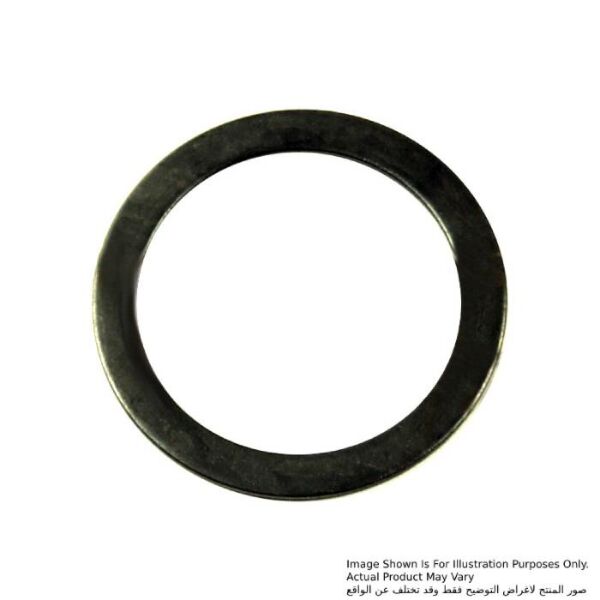 Image Shown Is For Illustration Purposes Only.
Actual Product May Vary
صور المنتج لاغراض التوضيح فقط وقد تختلف عن الواقع